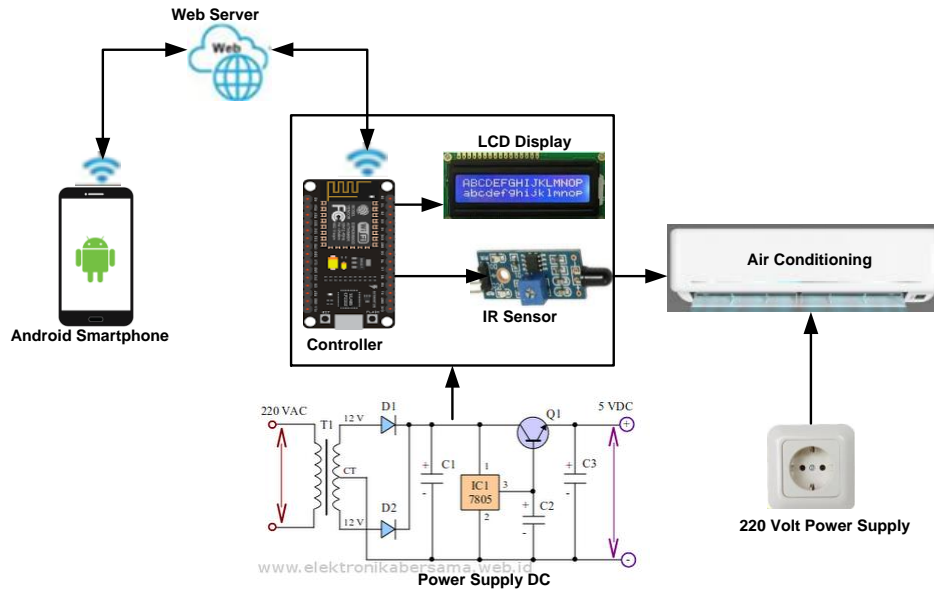 Web Server
Web
LCD Display
ABCDEFGHIJKLMNOP
abcdefghijklmnop
Air Conditioning
IR Sensor
Controller
Android Smartphone
220 VAC
T1
12 V
D1
Q1
5 VDC
+
CT
C1
+
-
1
IC1
7805
3
2
C2
+
-
C3
+
-
12 V
D2
-
www.elektronikabersama.web.id
Power Supply DC
220 Volt Power Supply